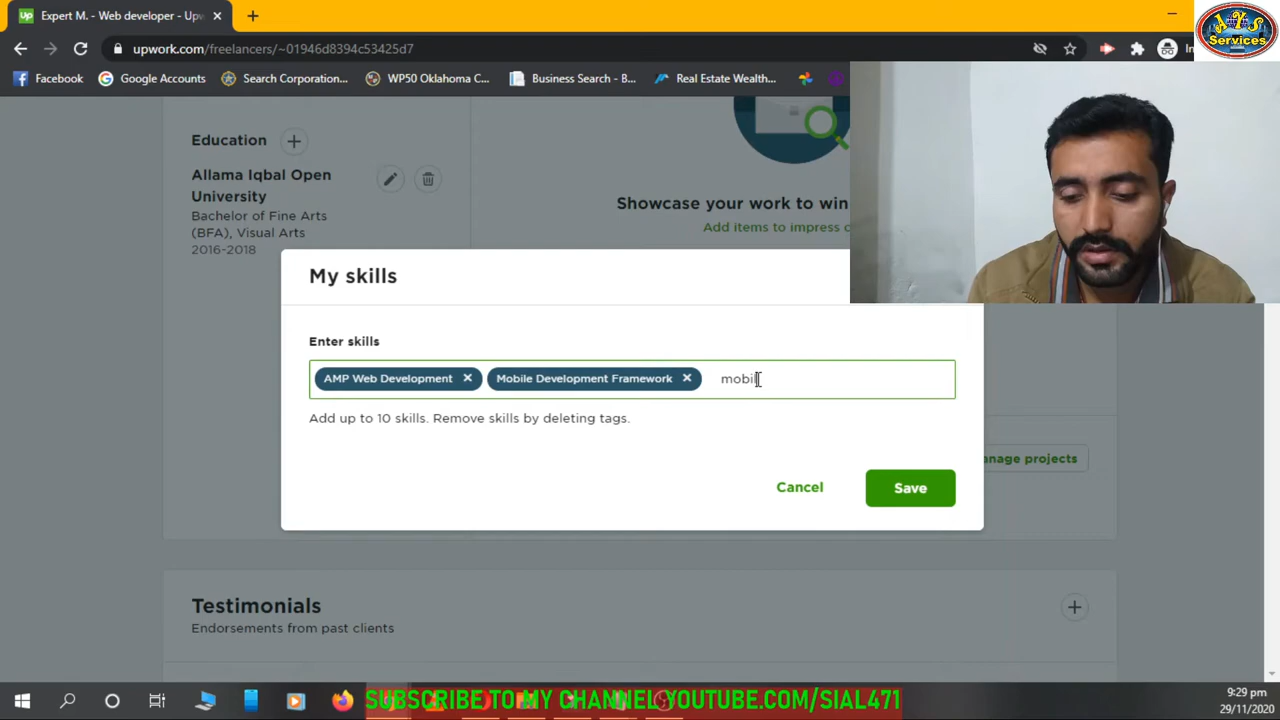 Expert M. - Web developer - Upw
AYS
Services
upwork.com/freelancers/~01946d8394c53425d7
Facebook
Google Accounts
Search Corporation...
WP50 Oklahoma C...
Business Search - B...
Real Estate Wealth...
Education
Allama Iqbal Open
University
Bachelor of Fine Arts
(BFA), Visual Arts
2016-2018
Showcase your work to win
Add items to impress
My skills
Enter skills
AMP Web Development
Mobile Development Framework
mobil
Add up to 10 skills. Remove skills by deleting tags.
Cancel
Save
anage projects
Testimonials
Endorsements from past clients
SUBSCRIBE TO MY CHANNEL YOUTUBE.COM/SIAL471
9:29 pm
29/11/2020